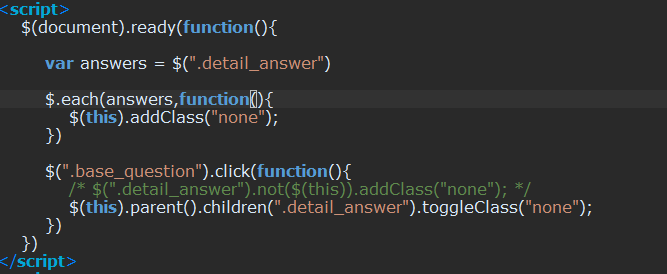 <script>
$(document).ready(function(){
var answers = $(".detail_answer")
$.each(answers,function(){
$(this).addClass("none");
})
$(".base_question").click(function(){
/* $(".detail_answer").not($(this)).addClass("none"); */
$(this).parent().children(".detail_answer").toggleClass("none");
})
})
</script>